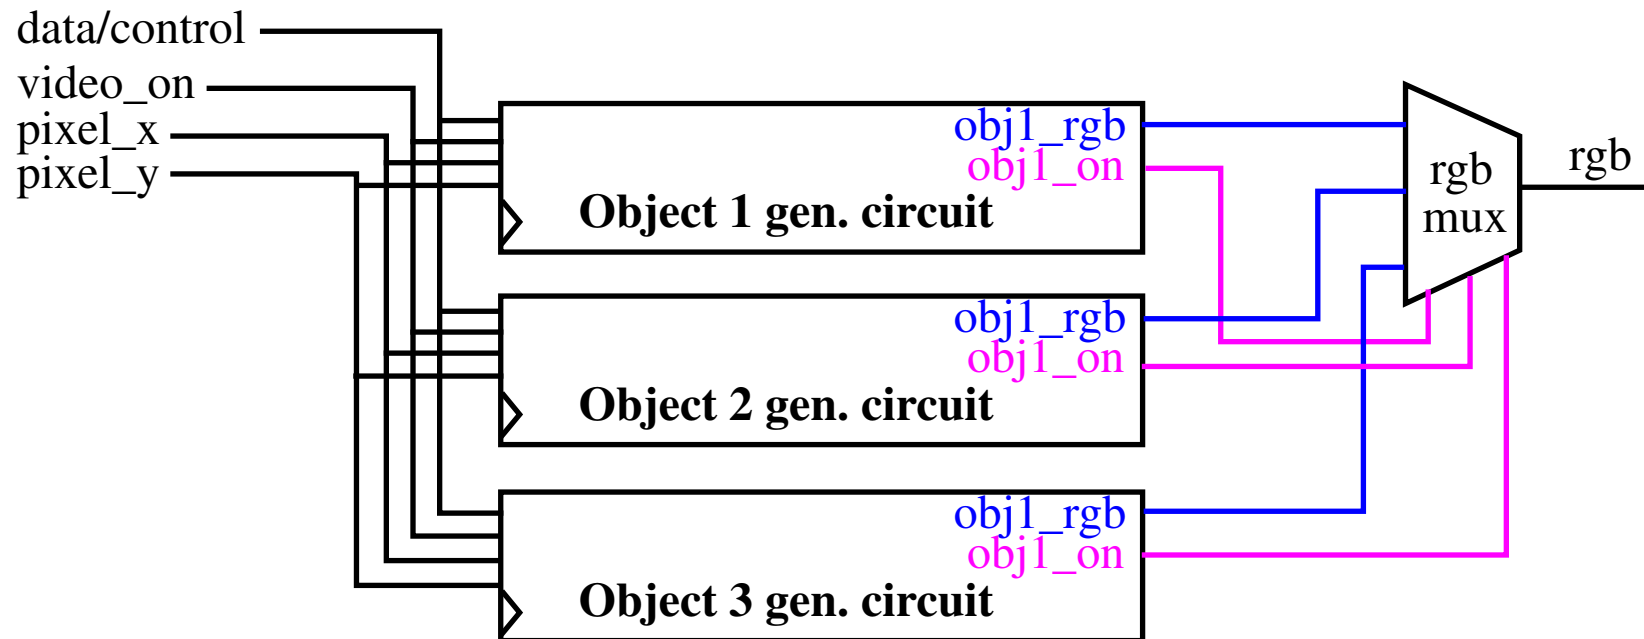 data/control
video_on
pixel_x
pixel_y
obj1_rgb
obj1_on
Object 1 gen. circuit
obj1_rgb
obj1_on
Object 2 gen. circuit
obj1_rgb
obj1_on
Object 3 gen. circuit
rgb
mux
rgb